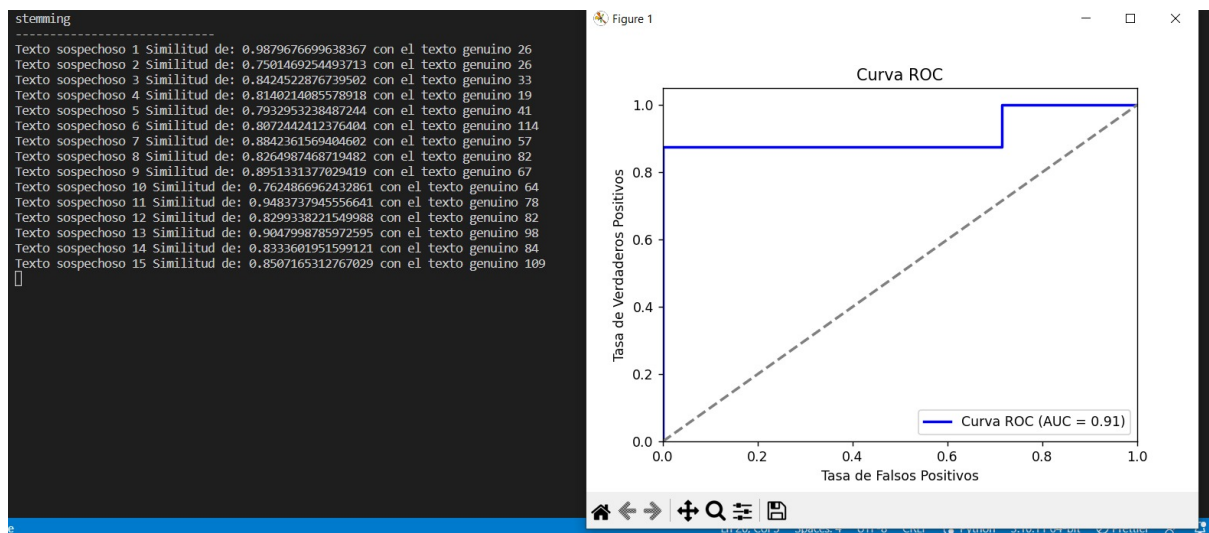 stemming
-----------------------------
Texto sospechoso 1 Similitud de: 0.9879676699638367 con el texto genuino 26
Texto sospechoso 2 Similitud de: 0.7501469254493713 con el texto genuino 26
Texto sospechoso 3 Similitud de: 0.8424522876739502 con el texto genuino 33
Texto sospechoso 4 Similitud de: 0.8140214085578918 con el texto genuino 19
Texto sospechoso 5 Similitud de: 0.7932953238487244 con el texto genuino 41
Texto sospechoso 6 Similitud de: 0.8072442412376404 con el texto genuino 114
Texto sospechoso 7 Similitud de: 0.8842361569404602 con el texto genuino 57
Texto sospechoso 8 Similitud de: 0.8264987468719482 con el texto genuino 82
Texto sospechoso 9 Similitud de: 0.8951331377029419 con el texto genuino 67
Texto sospechoso 10 Similitud de: 0.7624866962432861 con el texto genuino 64
Texto sospechoso 11 Similitud de: 0.9483737945556641 con el texto genuino 78
Texto sospechoso 12 Similitud de: 0.8299338221549988 con el texto genuino 82
Texto sospechoso 13 Similitud de: 0.9047998785972595 con el texto genuino 98
Texto sospechoso 14 Similitud de: 0.8333601951599121 con el texto genuino 84
Texto sospechoso 15 Similitud de: 0.8507165312767029 con el texto genuino 109
Figure 1
Curva ROC
Tasa de Verdaderos Positivos
1.0
0.8
0.6
0.4
0.2
0.0
Curva ROC (AUC = 0.91)
0.0 0.2 0.4 0.6 0.8 1.0
Tasa de Falsos Positivos